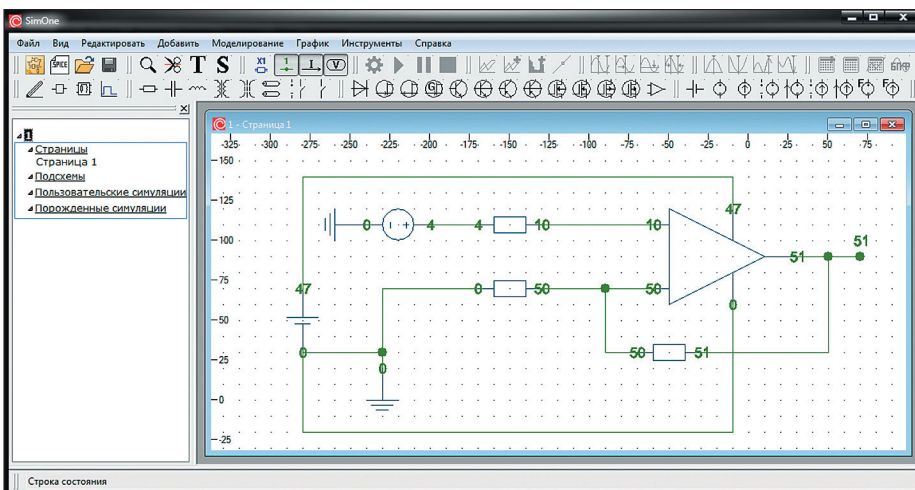 SimOne
Файл Вид Редактировать Добавить Моделирование График Инструменты Справка
SPICE T S X1 1 I V
1
Страницы
Страница 1
Подсхемы
Пользовательские симуляции
Порожденные симуляции
1 - Страница1
-325 -300 -275 -250 -225 -200 -175 -150 -125 -100 -75 -50 -25 0 25 50 75
150
125
100
75
50
25
0
-25
47
51
0 4 4 10 10
51
47 0 50 50
0
0 50 51
0
Строка состояния